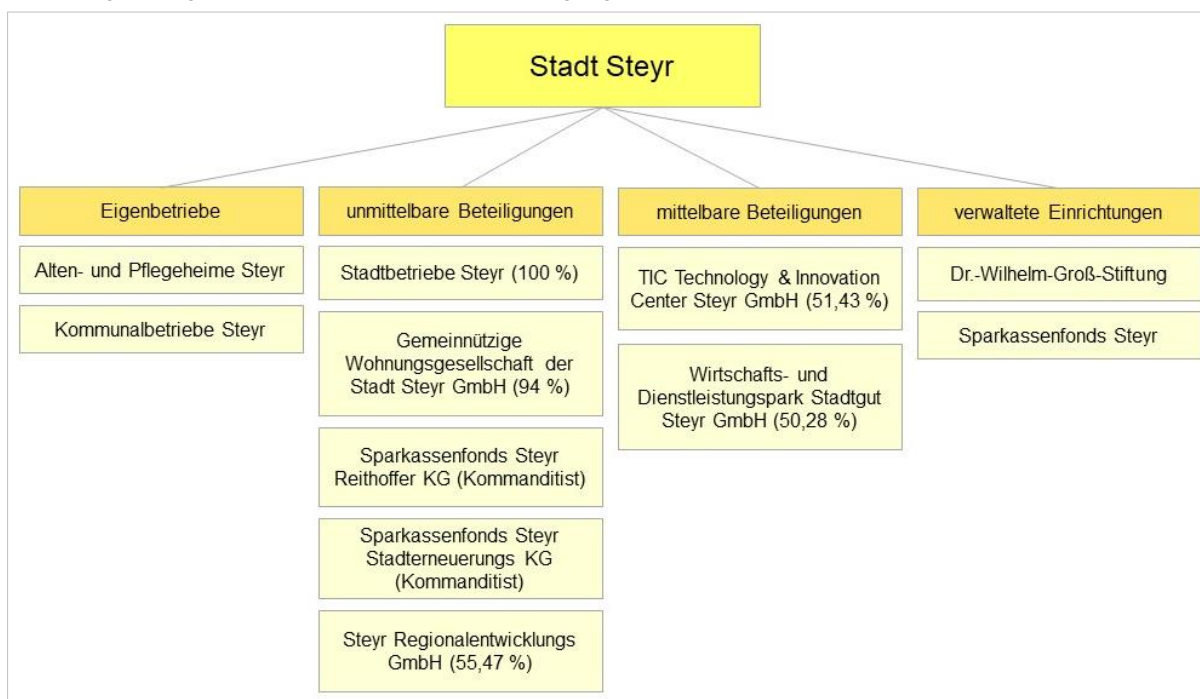 Stadt Steyr
Eigenbetriebe
Alten- und Pflegeheime Steyr
Kommunalbetriebe Steyr
unmittelbare Beteiligungen
Stadtbetriebe Steyr (100 %)
Gemeinnützige
Wohnungsgesellschaft der
Stadt Steyr GmbH (94 %)
Sparkassenfonds Steyr
Reithoffer KG (Kommanditist)
Sparkassenfonds Steyr
Stadterneuerungs KG
(Kommanditist)
Steyr Regionalentwicklungs
GmbH (55,47 %)
mittelbare Beteiligungen
TIC Technology & Innovation
Center Steyr GmbH (51,43 %)
Wirtschafts- und
Dienstleistungspark Stadtgut
Steyr GmbH (50,28 %)
verwaltete Einrichtungen
Dr.-Wilhelm-Groß-Stiftung
Sparkassenfonds Steyr